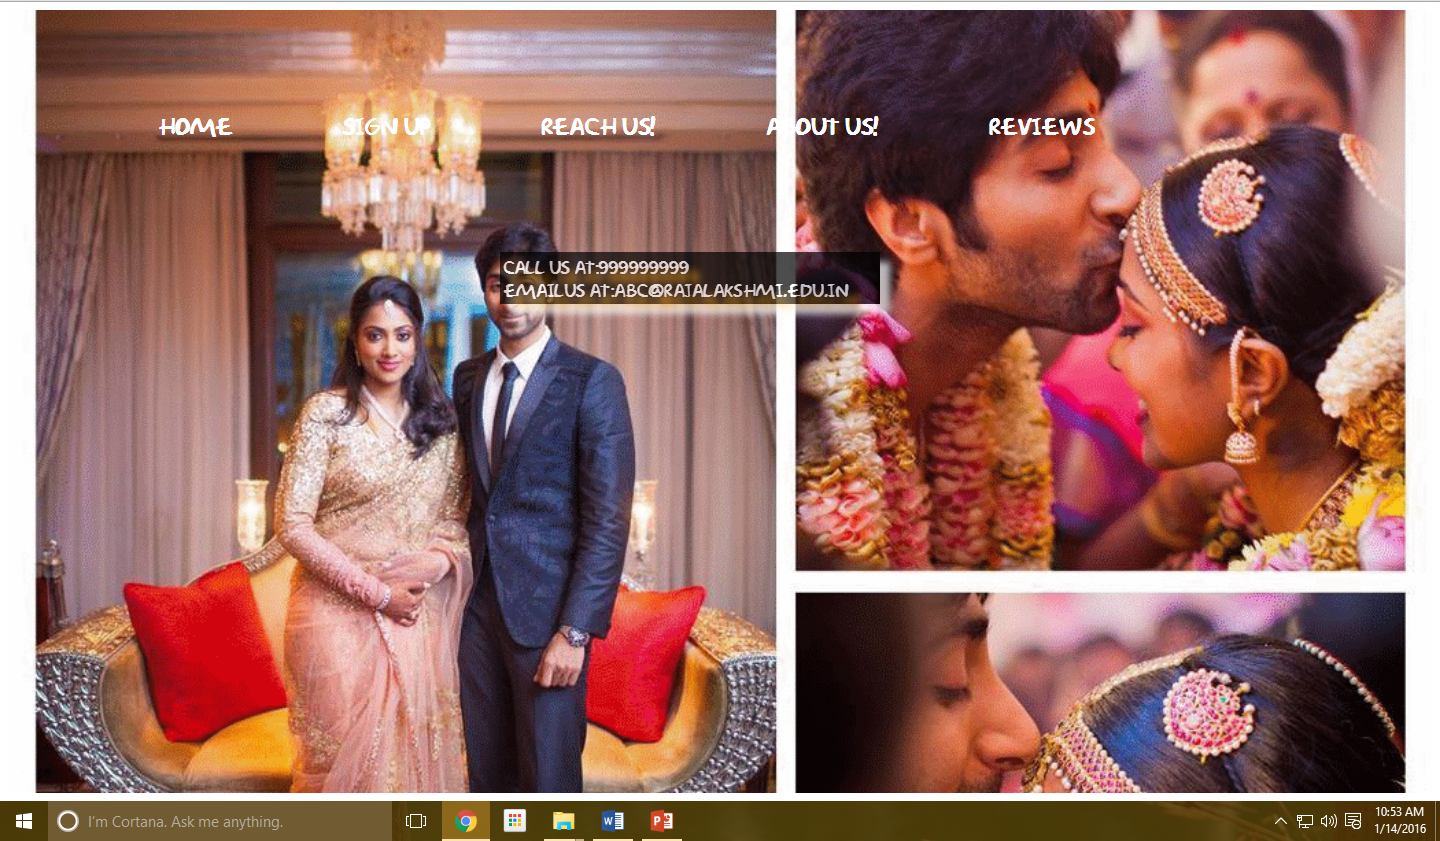 HOME SIGN UP REACH US! ABOUT US! REVIEWS
CALL US AT:999999999
EMAILUS AT:ABC@RAJALAKSHMI.EDU.IN
I'm Cortana. Ask me anything.
10:53 AM
1/14/2016